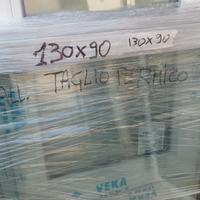 130x90 130x90
ALL. TAGLIO TERMICO
VEKA